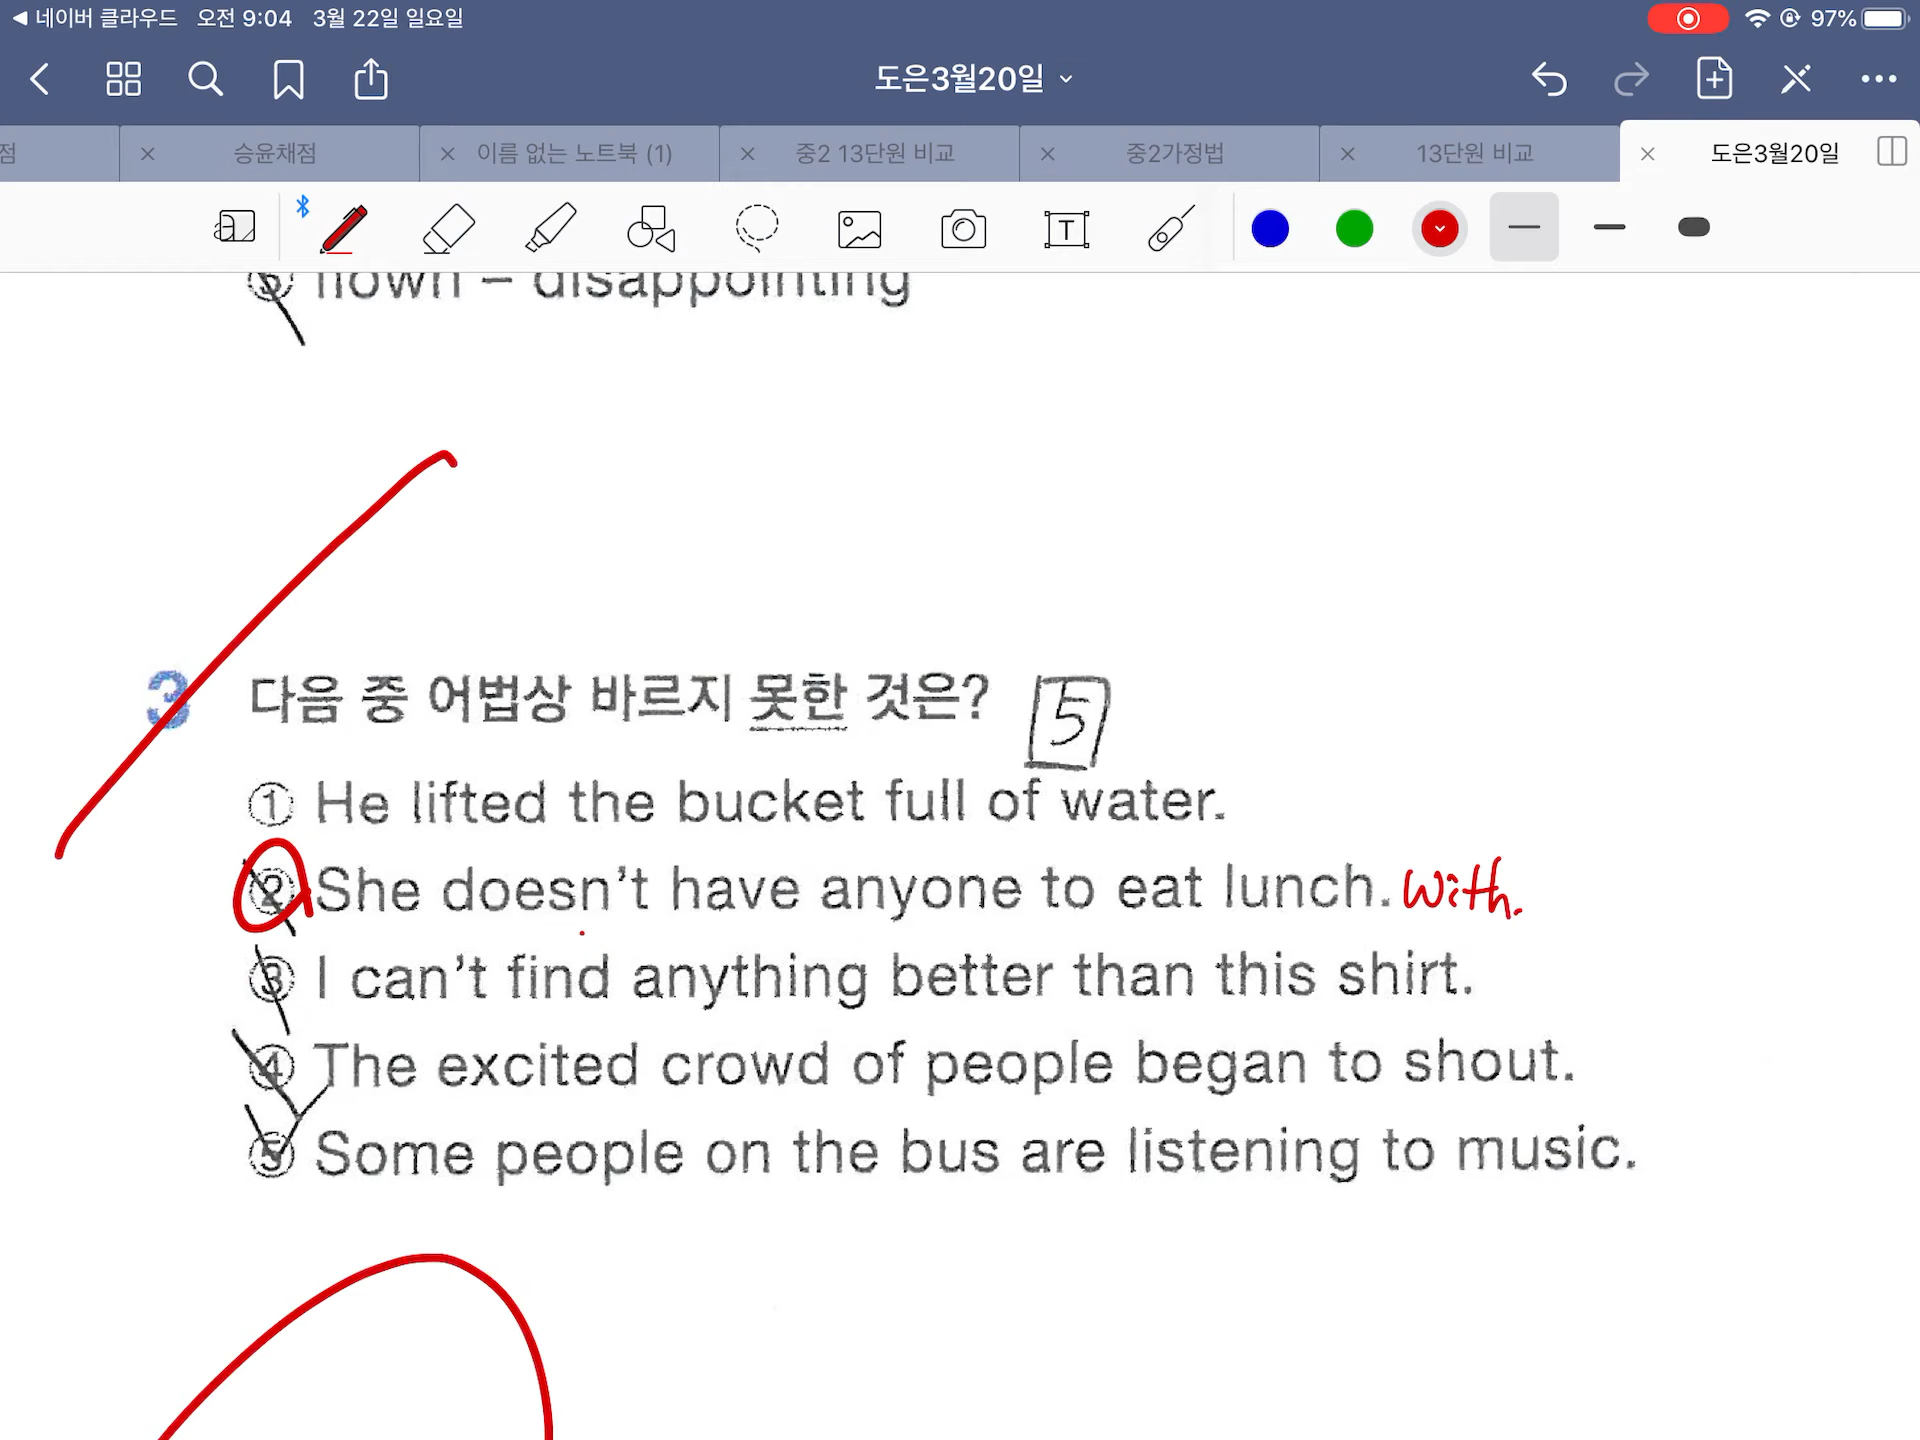 ◀ 네이버 클라우드 오전 9:04 3월 22일 일요일 97%
도은3월20일
점 승윤채점 이름 없는 노트북 (1) 중2 13단원 비교 중2가정법 13단원 비교 도은3월20일
⑤ flown – disappointing
3 다음 중 어법상 바르지 못한 것은? 5
① He lifted the bucket full of water.
② She doesn't have anyone to eat lunch. with.
③ I can't find anything better than this shirt.
④ The excited crowd of people began to shout.
⑤ Some people on the bus are listening to music.